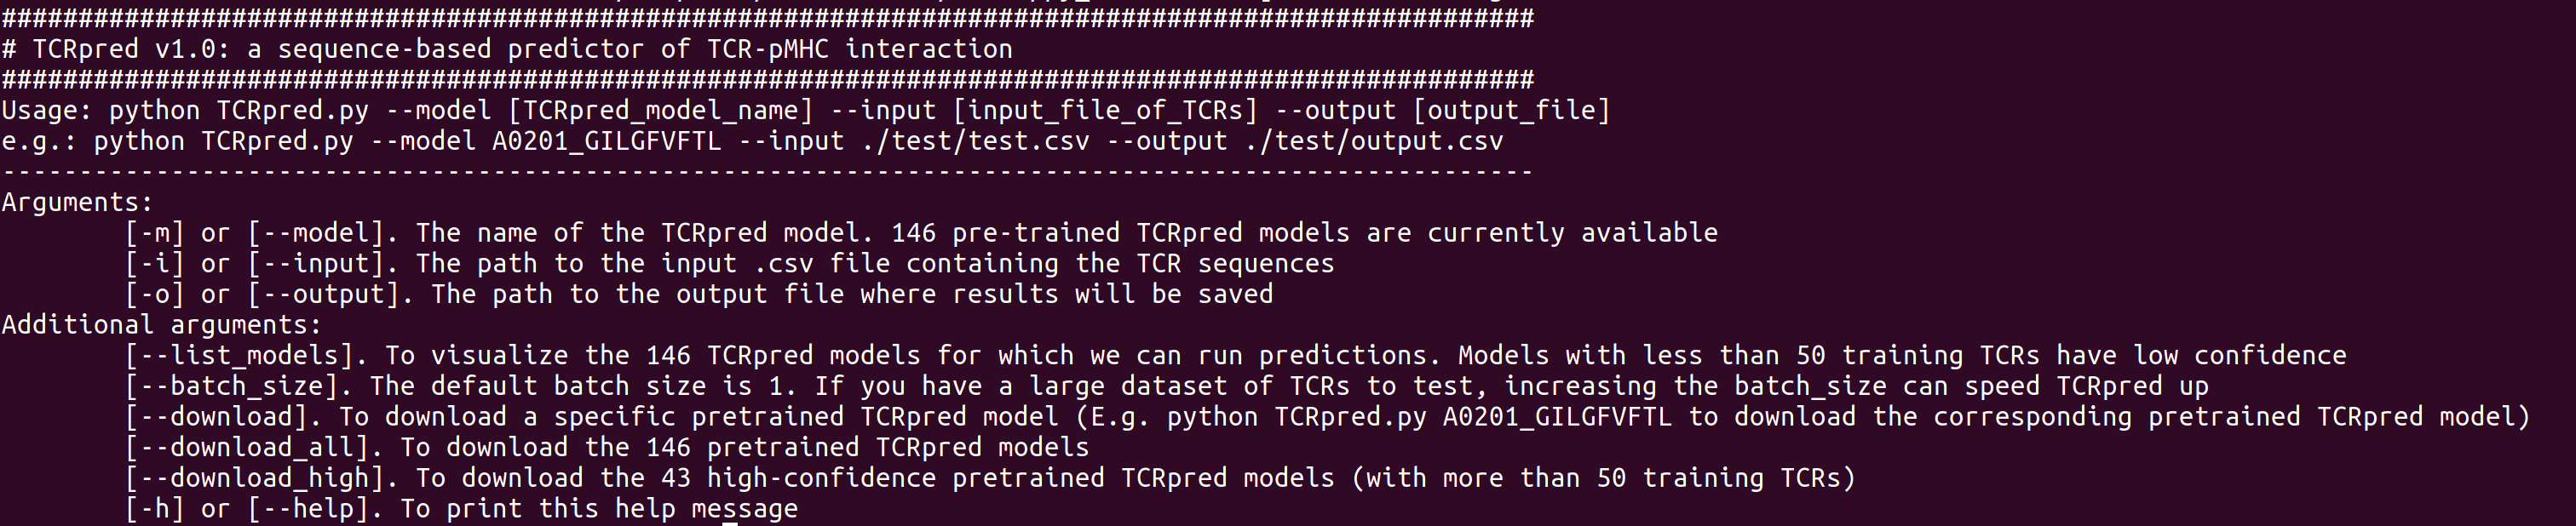 ####################################################################################################
# TCRpred v1.0: a sequence-based predictor of TCR-pMHC interaction
####################################################################################################
Usage: python TCRpred.py --model [TCRpred_model_name] --input [input_file_of_TCRs] --output [output_file]
e.g.: python TCRpred.py --model A0201_GILGFVFTL --input ./test/test.csv --output ./test/output.csv
----------------------------------------------------------------------------------------------------
Arguments:
[-m] or [--model]. The name of the TCRpred model. 146 pre-trained TCRpred models are currently available
[-i] or [--input]. The path to the input .csv file containing the TCR sequences
[-o] or [--output]. The path to the output file where results will be saved
Additional arguments:
[--list_models]. To visualize the 146 TCRpred models for which we can run predictions. Models with less than 50 training TCRs have low confidence
[--batch_size]. The default batch size is 1. If you have a large dataset of TCRs to test, increasing the batch_size can speed TCRpred up
[--download]. To download a specific pretrained TCRpred model (E.g. python TCRpred.py A0201_GILGFVFTL to download the corresponding pretrained TCRpred model)
[--download_all]. To download the 146 pretrained TCRpred models
[--download_high]. To download the 43 high-confidence pretrained TCRpred models (with more than 50 training TCRs)
[-h] or [--help]. To print this help message